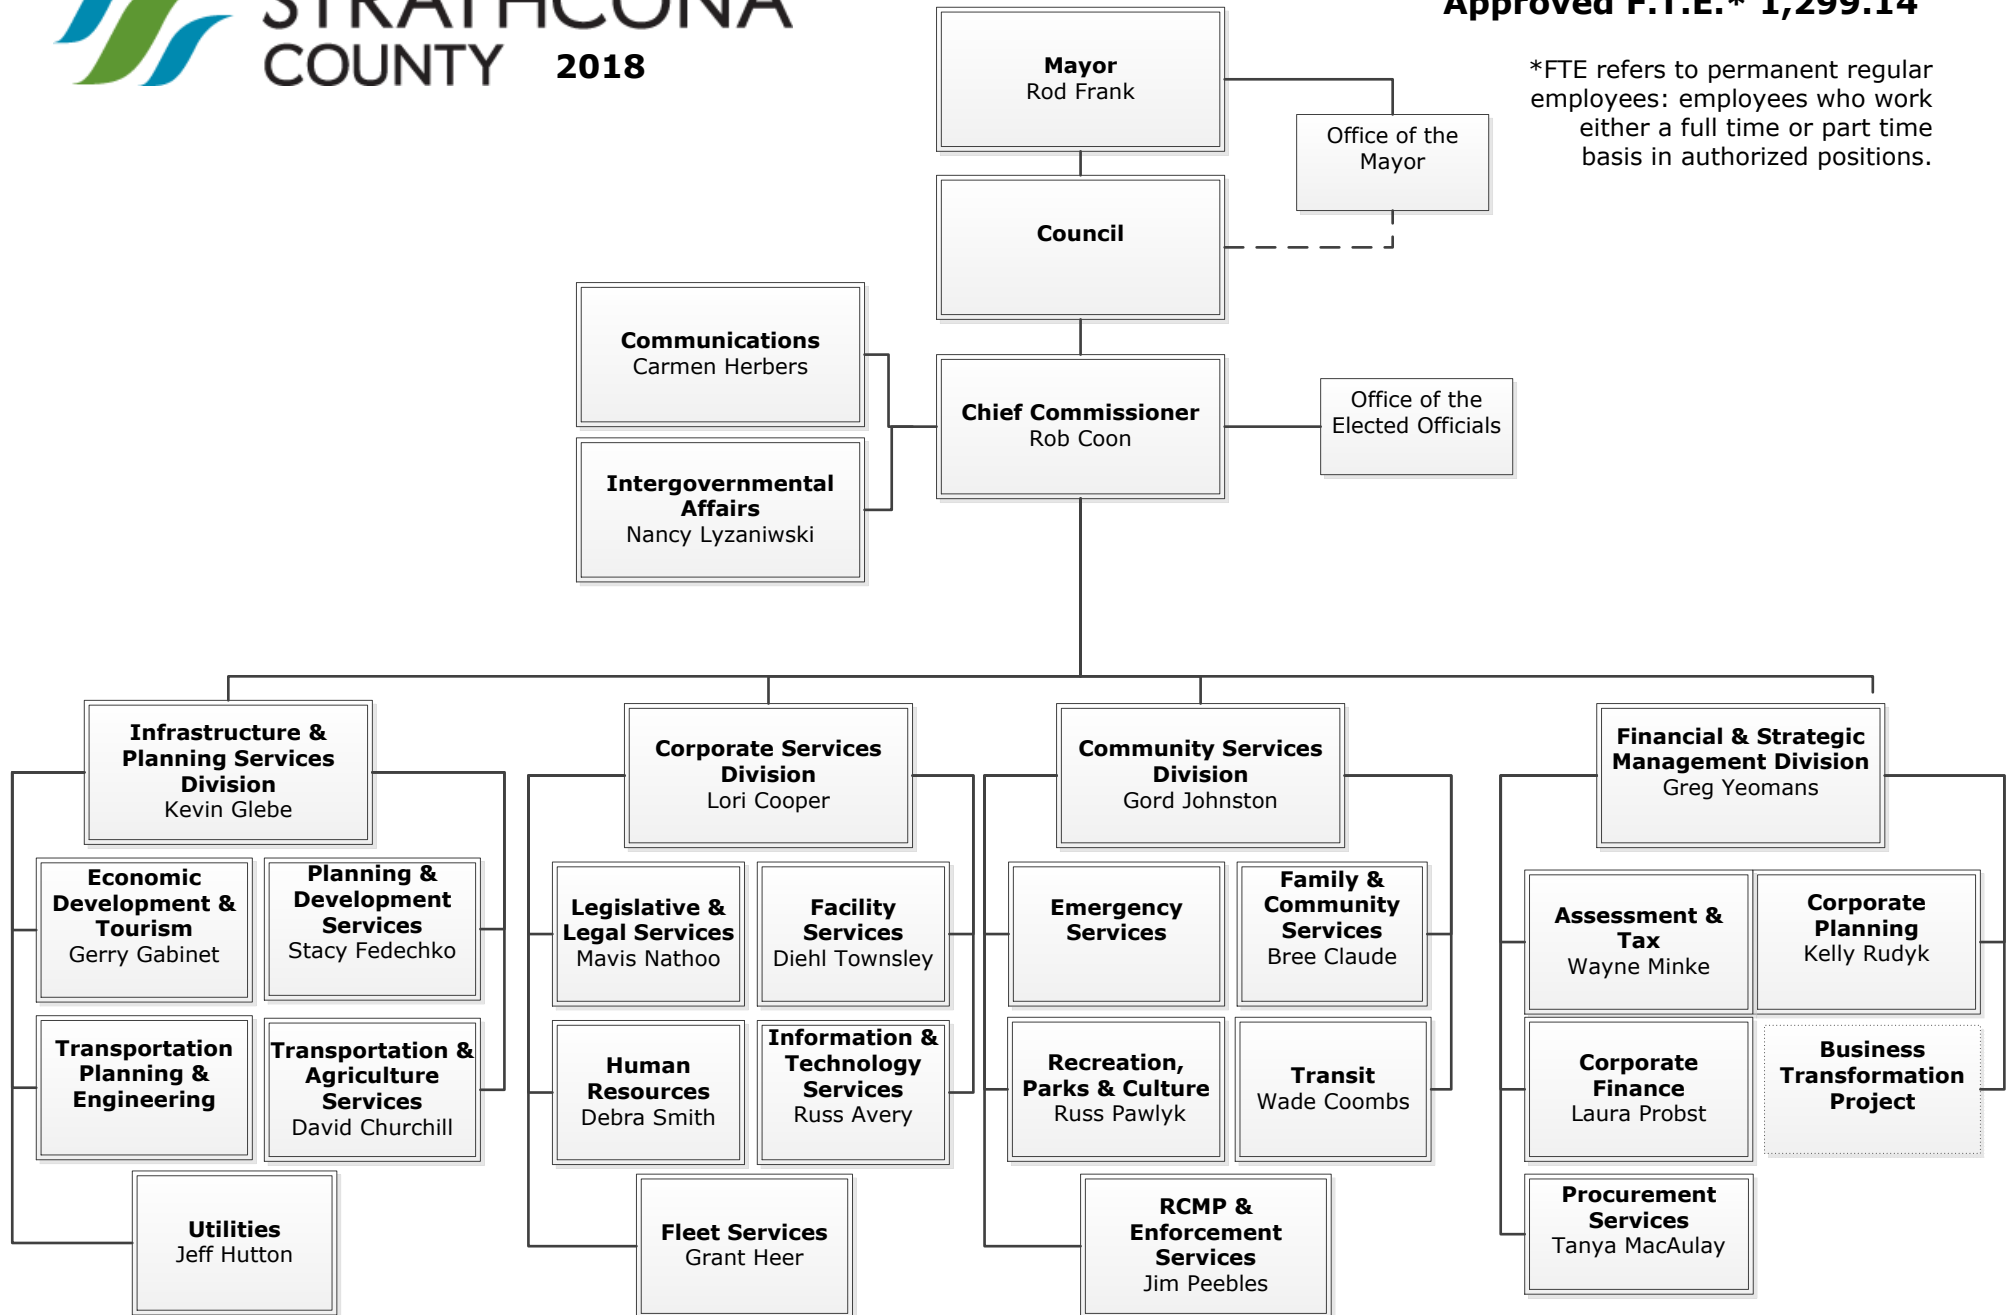 STRATHCONA
COUNTY
2018
Approved F.T.E.* 1,299.14
*FTE refers to permanent regular
employees: employees who work
either a full time or part time
basis in authorized positions.
Mayor
Rod Frank
Office of the
Mayor
Council
Communications
Carmen Herbers
Chief Commissioner
Rob Coon
Office of the
Elected Officials
Intergovernmental
Affairs
Nancy Lyzaniwski
Infrastructure &
Planning Services
Division
Kevin Glebe
Economic
Development &
Tourism
Gerry Gabinet
Planning &
Development
Services
Stacy Fedechko
Transportation
Planning &
Engineering
Transportation &
Agriculture
Services
David Churchill
Utilities
Jeff Hutton
Corporate Services
Division
Lori Cooper
Legislative &
Legal Services
Mavis Nathoo
Facility
Services
Diehl Townsley
Human
Resources
Debra Smith
Information &
Technology
Services
Russ Avery
Fleet Services
Grant Heer
Community Services
Division
Gord Johnston
Emergency
Services
Family &
Community
Services
Bree Claude
Recreation,
Parks & Culture
Russ Pawlyk
Transit
Wade Coombs
RCMP &
Enforcement
Services
Jim Peebles
Financial & Strategic
Management Division
Greg Yeomans
Assessment &
Tax
Wayne Minke
Corporate
Planning
Kelly Rudyk
Corporate
Finance
Laura Probst
Business
Transformation
Project
Procurement
Services
Tanya MacAulay